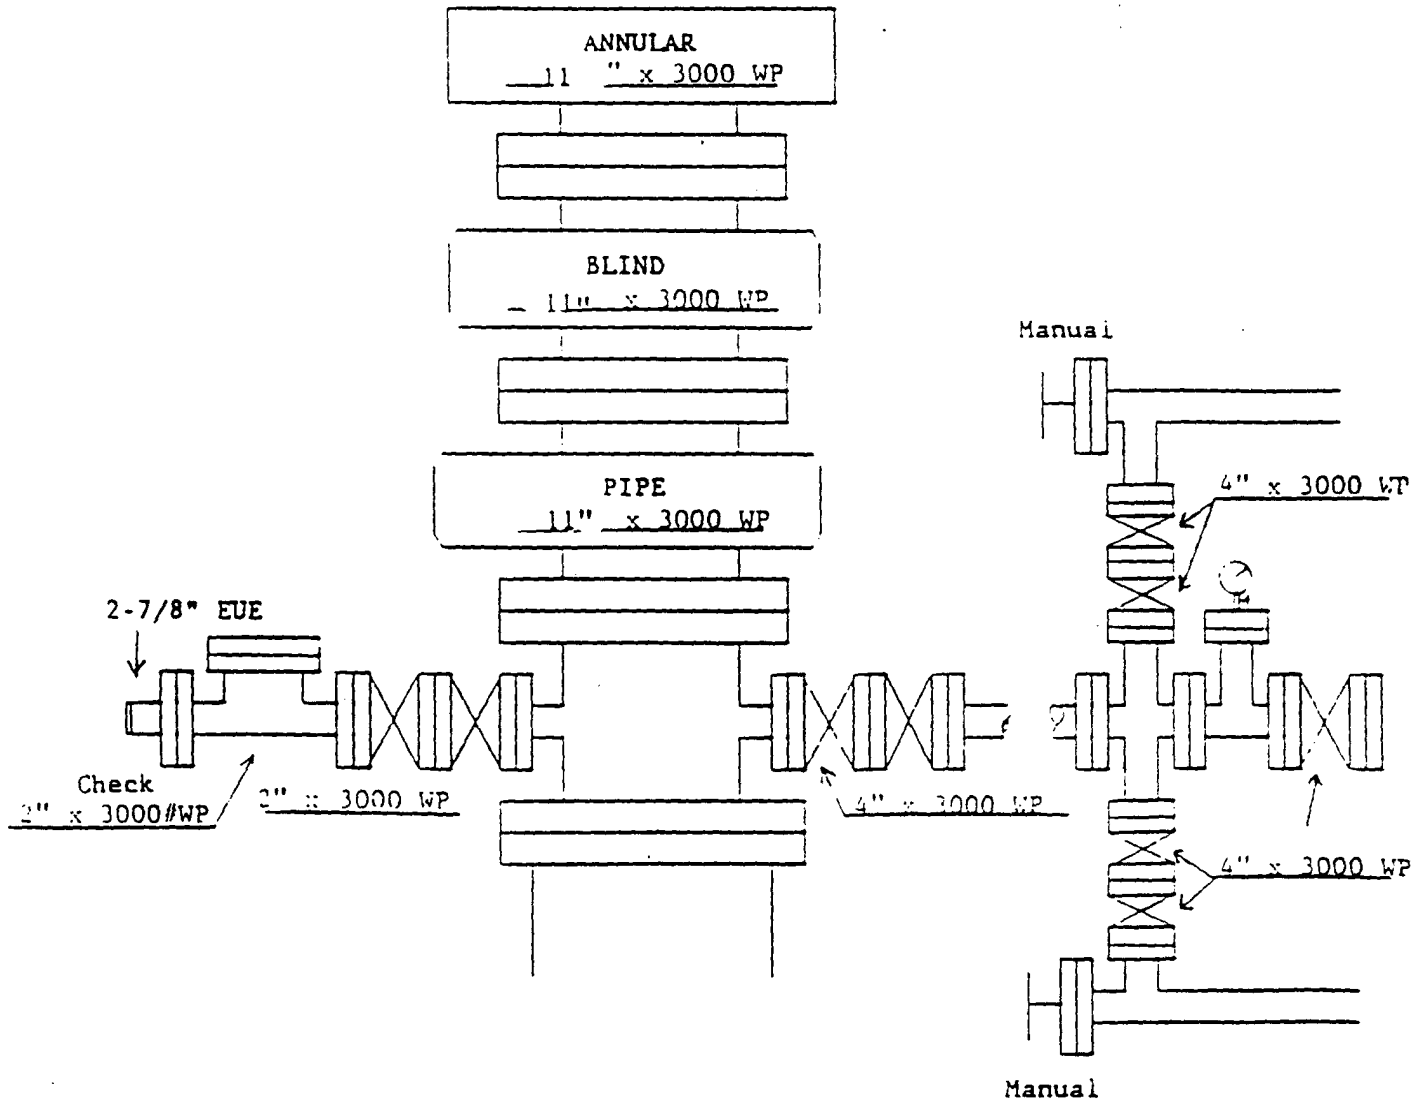 ANNULAR
11 " x 3000 WP
BLIND
11" x 3000 WP
Manual
PIPE
11" x 3000 WP
4" x 3000 WP
2-7/8" EUE
Check
2" x 3000#WP
2" x 3000 WP
4" x 3000 WP
4" x 3000 WP
Manual